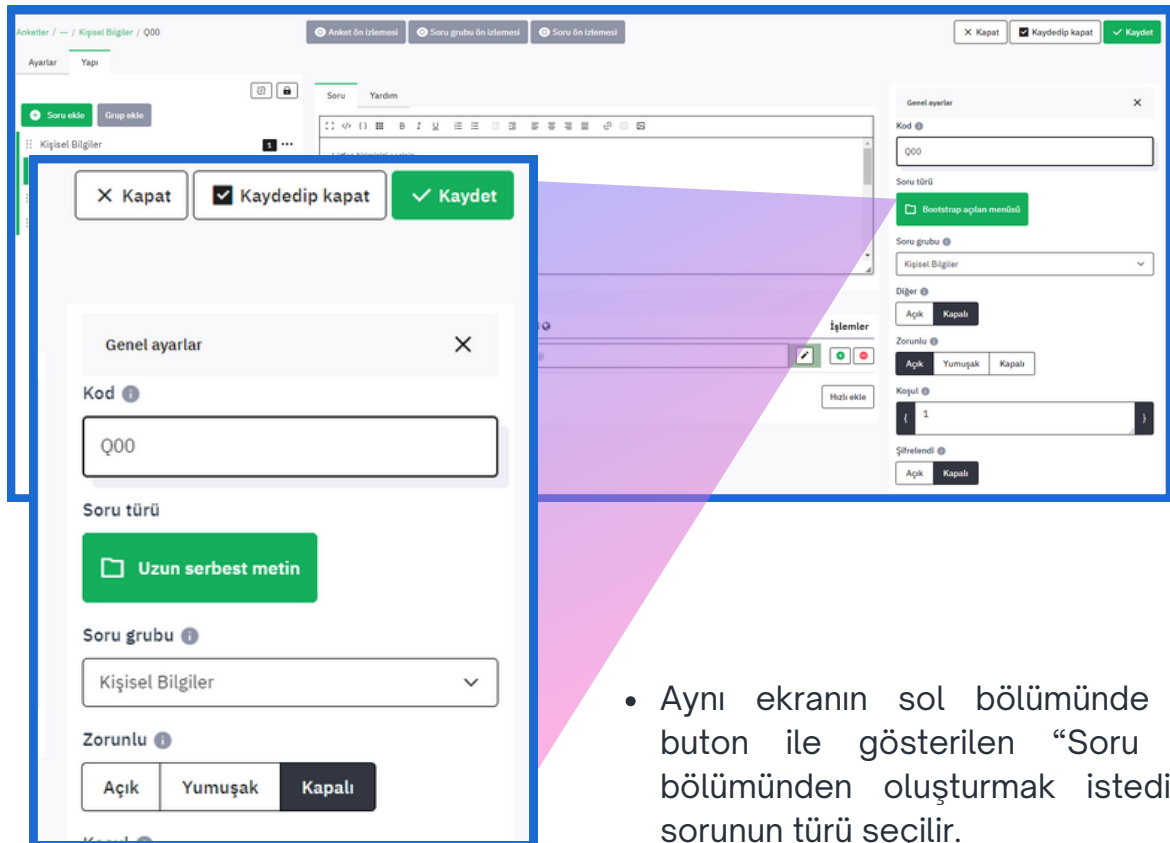 Anketler / --- / Kişisel Bilgiler / Q00
Anket ön izlemesi
Soru grubu ön izlemesi
Soru ön izlemesi
Kapat
Kaydedip kapat
Kaydet
Ayarlar
Yapı
Soru ekle
Grup ekle
Kişisel Bilgiler
1
Soru
Yardım
B I U
İşlemler
Hızlı ekle
Genel ayarlar
Kod
Q00
Soru türü
Bootstrap açılan menüsü
Soru grubu
Kişisel Bilgiler
Diğer
Açık
Kapalı
Zorunlu
Açık
Yumuşak
Kapalı
Koşul
{ 1 }
Şifrelendi
Açık
Kapalı
Kapat
Kaydedip kapat
Kaydet
Genel ayarlar
Kod
Q00
Soru türü
Uzun serbest metin
Soru grubu
Kişisel Bilgiler
Zorunlu
Açık
Yumuşak
Kapalı
• Aynı ekranın sol bölümünde
buton ile gösterilen “Soru
bölümünden oluşturmak istedi
sorunun türü seçilir.